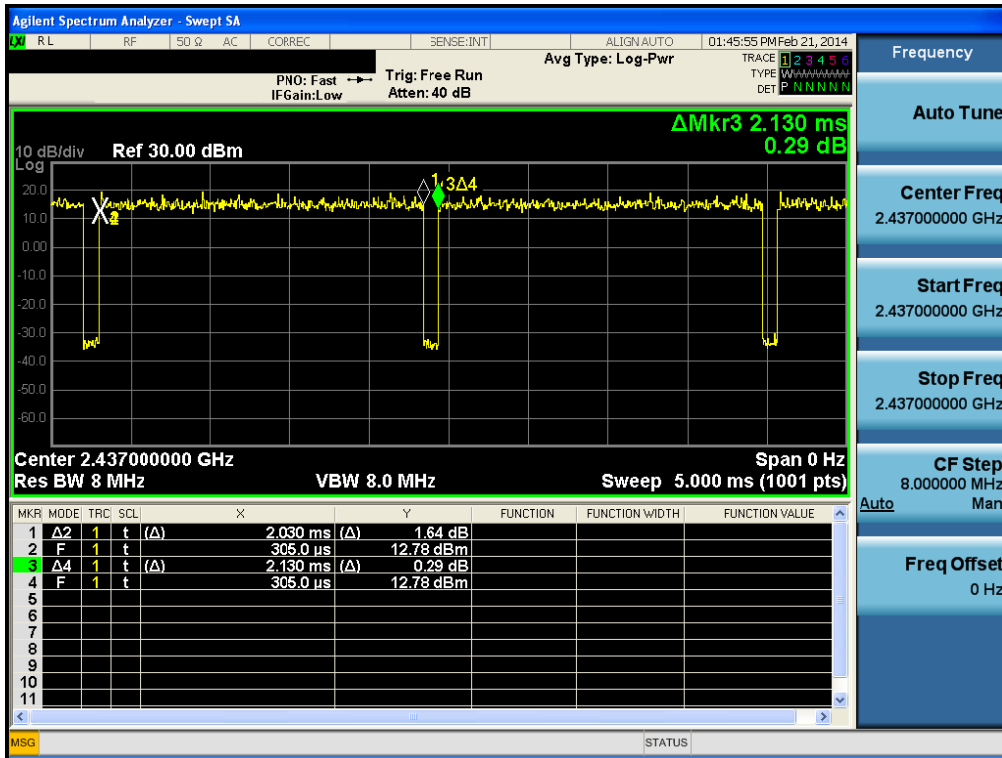 Agilent Spectrum Analyzer - Swept SA
LXI RL RF 50 Ω AC CORREC SENSE:INT ALIGNAUTO 01:45:55 PM Feb 21, 2014
Frequency
Avg Type: Log-Pwr
TRACE 1 2 3 4 5 6
PNO: Fast
Trig: Free Run
TYPE
IFGain:Low
Atten: 40 dB
DET P N N N N N
Auto Tune
ΔMkr3 2.130 ms
0.29 dB
10 dB/div Ref 30.00 dBm
Log
20.0
10.0
0.00
-10.0
-20.0
-30.0
-40.0
-50.0
-60.0
1
3Δ4
2
Center Freq
2.437000000 GHz
Start Freq
2.437000000 GHz
Stop Freq
2.437000000 GHz
CF Step
8.000000 MHz
Auto Man
Freq Offset
0 Hz
Center 2.437000000 GHz Span 0 Hz
Res BW 8 MHz VBW 8.0 MHz Sweep 5.000 ms (1001 pts)
MKR MODE TRC SCL X Y FUNCTION FUNCTION WIDTH FUNCTION VALUE
1 Δ2 1 t (Δ) 2.030 ms (Δ) 1.64 dB
2 F 1 t 305.0 µs 12.78 dBm
3 Δ4 1 t (Δ) 2.130 ms (Δ) 0.29 dB
4 F 1 t 305.0 µs 12.78 dBm
5
6
7
8
9
10
11
MSG STATUS